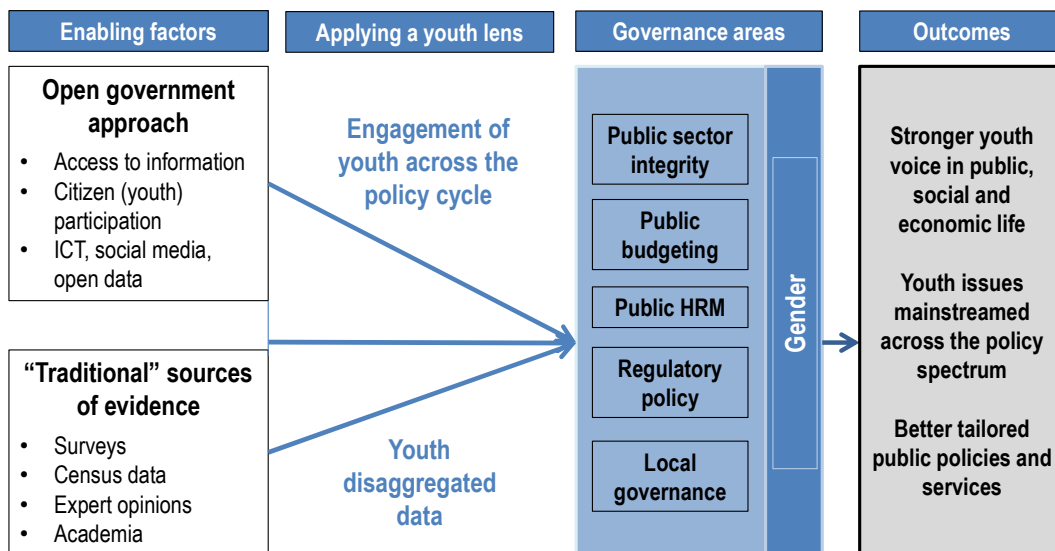 Enabling factors
Applying a youth lens
Governance areas
Outcomes
Open government
approach
• Access to information
• Citizen (youth)
participation
• ICT, social media,
open data
“Traditional” sources
of evidence
• Surveys
• Census data
• Expert opinions
• Academia
Engagement of
youth across the
policy cycle
Youth
disaggregated
data
Public sector
integrity
Public
budgeting
Public HRM
Regulatory
policy
Local
governance
Gender
Stronger youth
voice in public,
social and
economic life
Youth issues
mainstreamed
across the policy
spectrum
Better tailored
public policies and
services